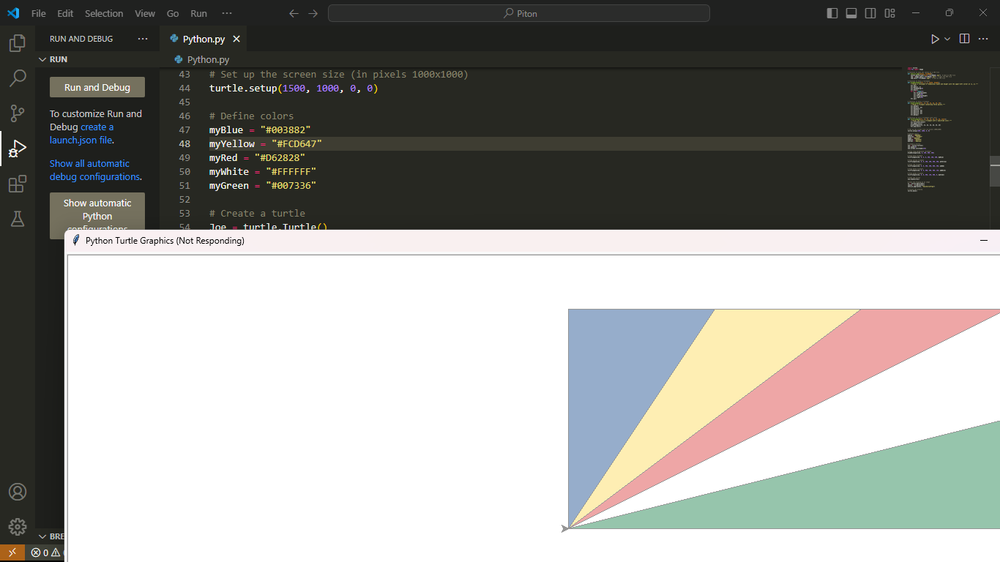 File Edit Selection View Go Run ··· Piton
RUN AND DEBUG ···
Python.py
RUN
Python.py
Run and Debug
To customize Run and
Debug create a
launch.json file.
Show all automatic
debug configurations.
Show automatic
Python
configurations
43 # Set up the screen size (in pixels 1000x1000)
44 turtle.setup(1500, 1000, 0, 0)
45
46 # Define colors
47 myBlue = "#003882"
48 myYellow = "#FCD647"
49 myRed = "#D62828"
50 myWhite = "#FFFFFF"
51 myGreen = "#007336"
52
53 # Create a turtle
54 Joe = turtle.Turtle()
Python Turtle Graphics (Not Responding)
BRE
0